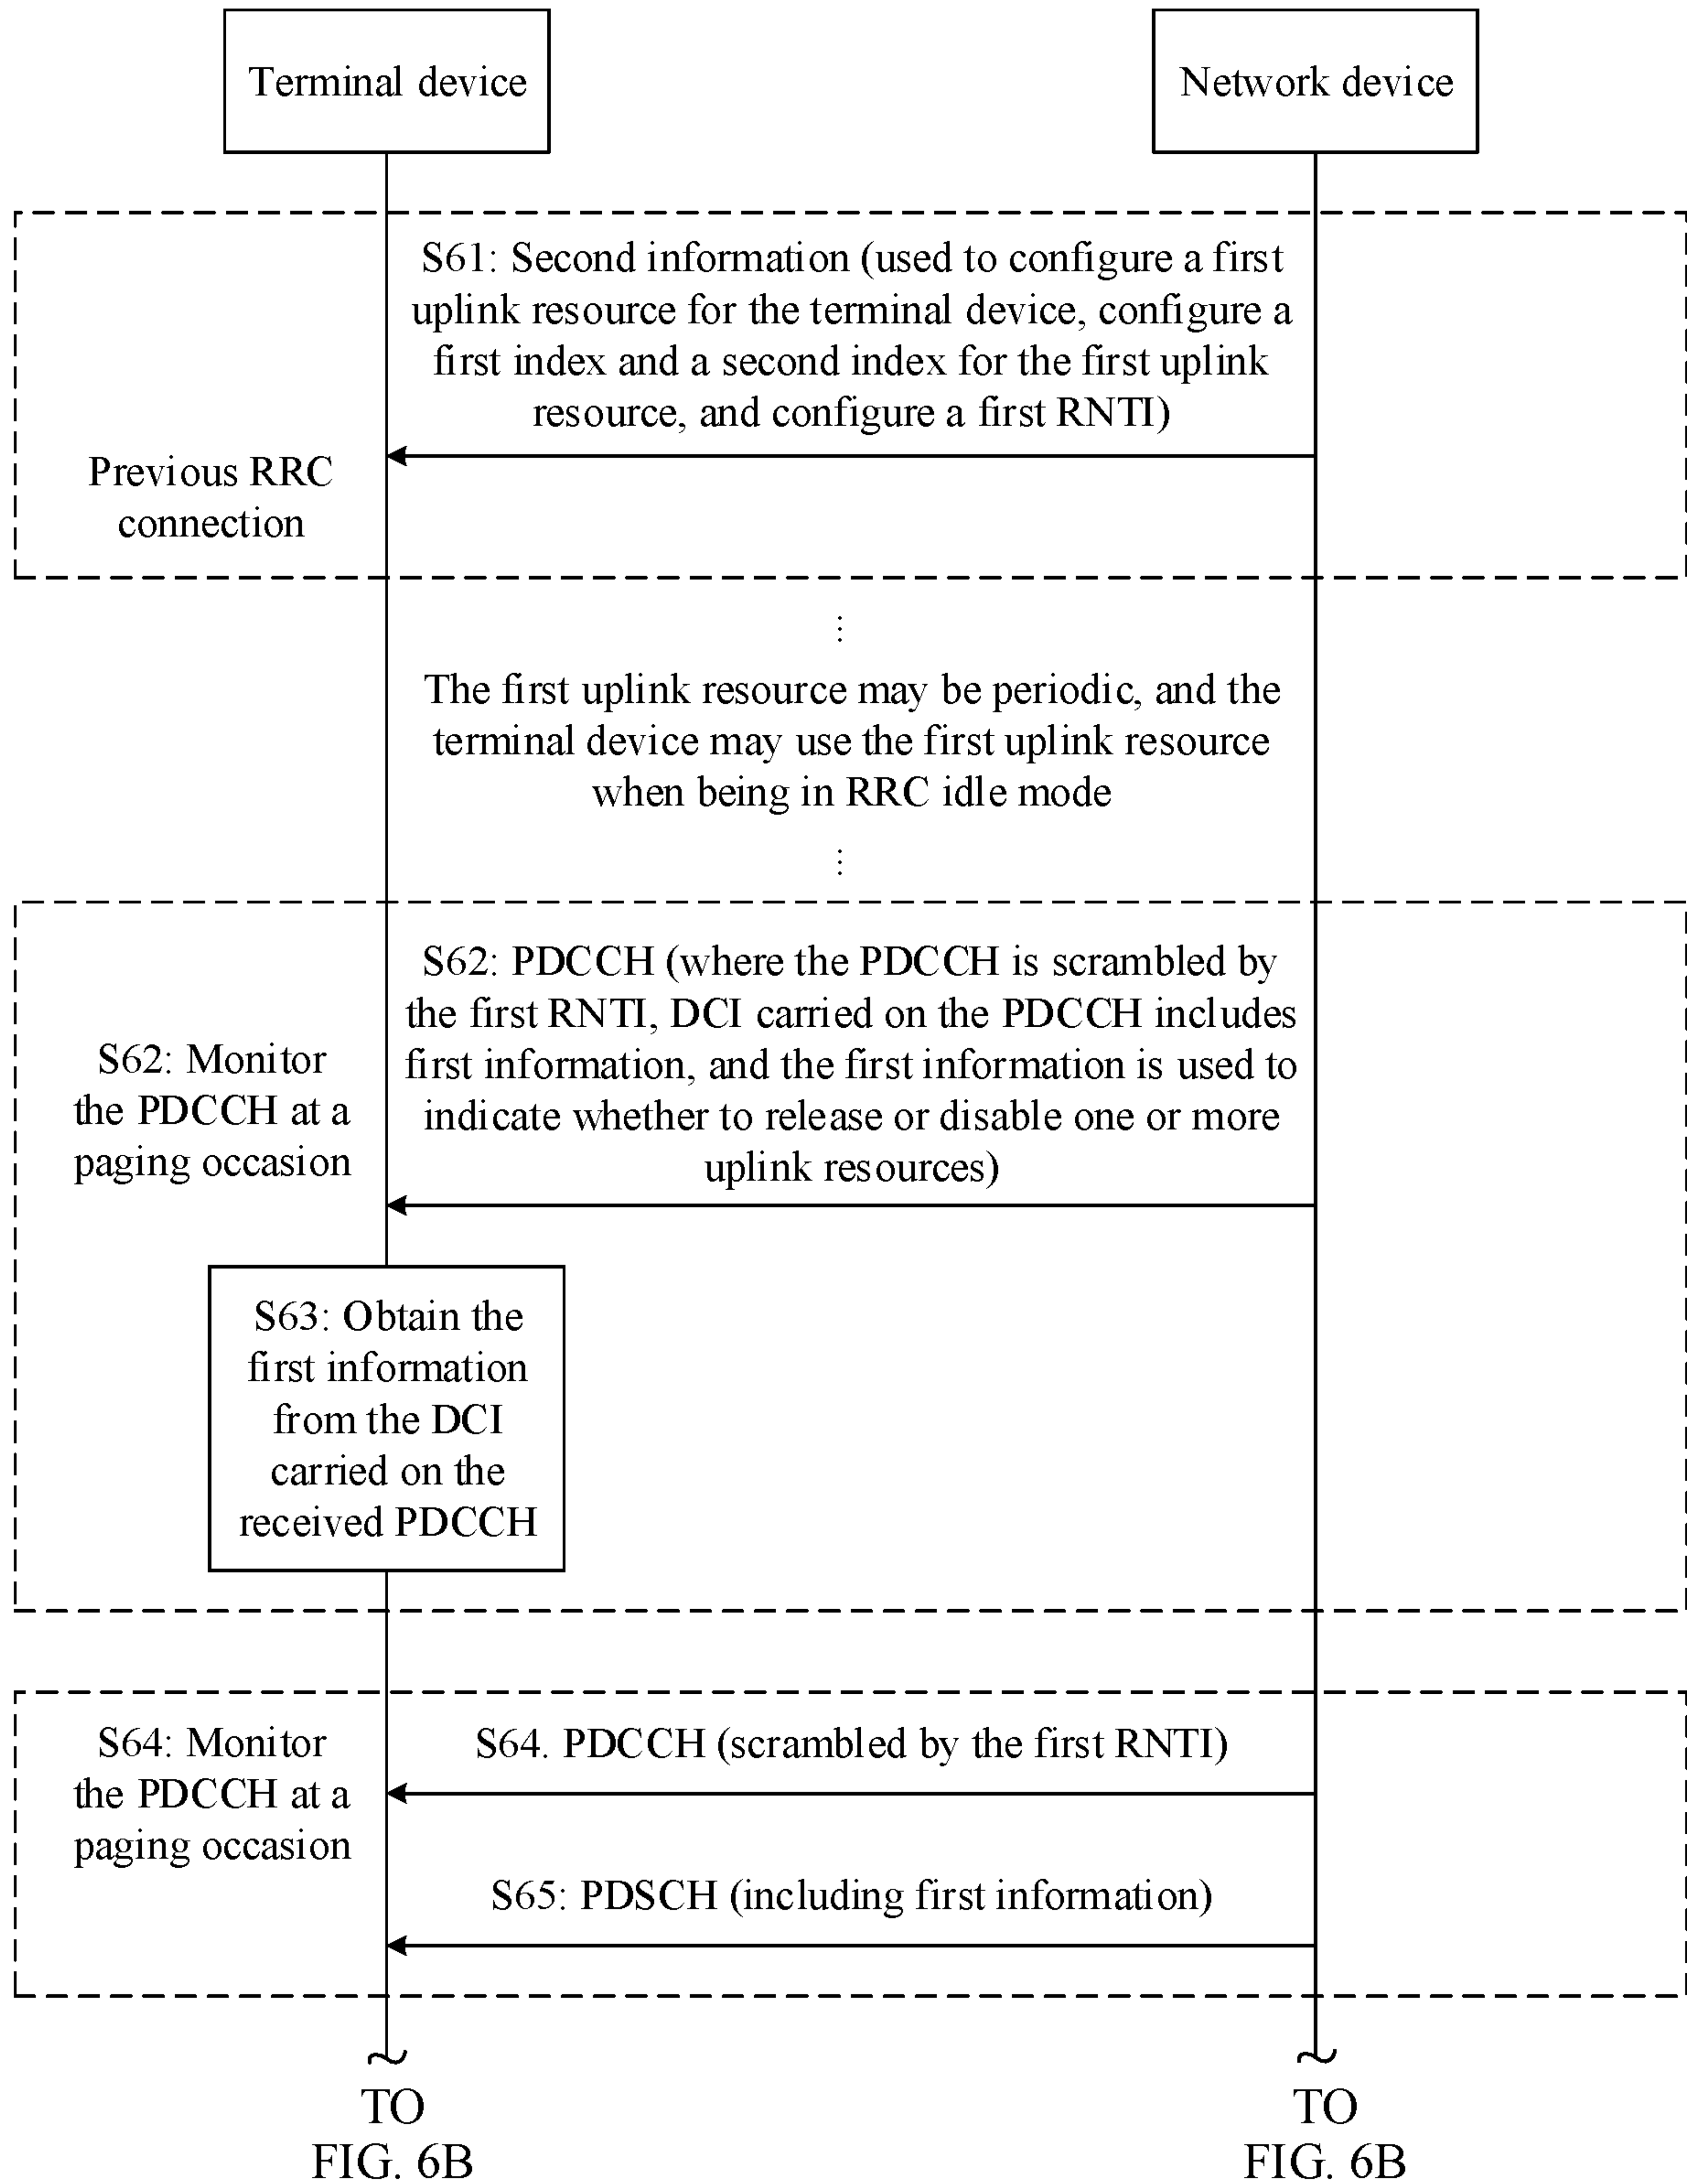 Terminal device
Network device
S61: Second information (used to configure a first
uplink resource for the terminal device, configure a
first index and a second index for the first uplink
resource, and configure a first RNTI)
Previous RRC
connection
The first uplink resource may be periodic, and the
terminal device may use the first uplink resource
when being in RRC idle mode
S62: PDCCH (where the PDCCH is scrambled by
the first RNTI, DCI carried on the PDCCH includes
first information, and the first information is used to
indicate whether to release or disable one or more
uplink resources)
S62: Monitor
the PDCCH at a
paging occasion
S63: Obtain the
first information
from the DCI
carried on the
received PDCCH
S64: Monitor
the PDCCH at a
paging occasion
S64. PDCCH (scrambled by the first RNTI)
S65: PDSCH (including first information)
TO
FIG. 6B
TO
FIG. 6B